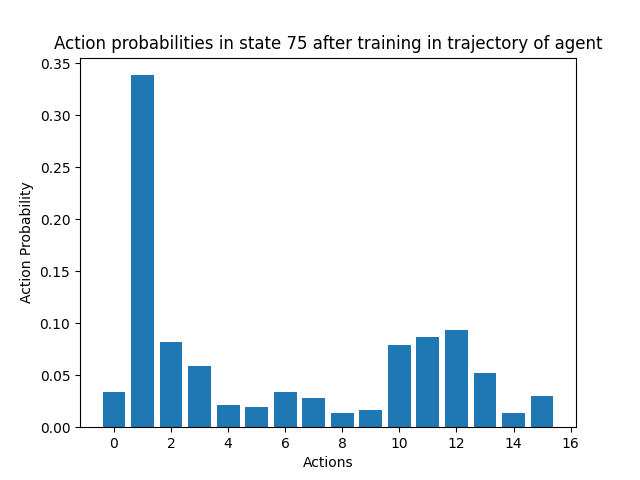 Action probabilities in state 75 after training in trajectory of agent
0.35
0.30
0.25
0.20
0.15
0.10
0.05
0.00
Action Probability
0 2 4 6 8 10 12 14 16
Actions